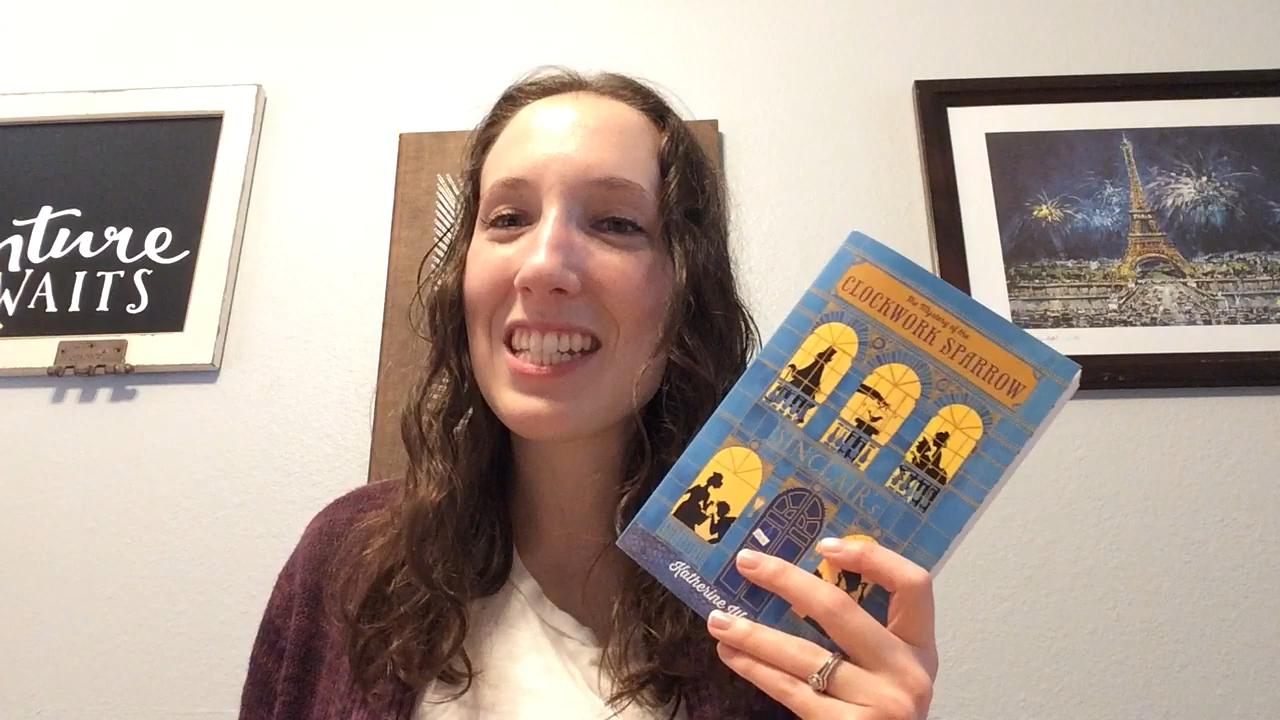 nture
WAITS
The Mystery of the
CLOCKWORK SPARROW
SINCLAIR'S
Katherine